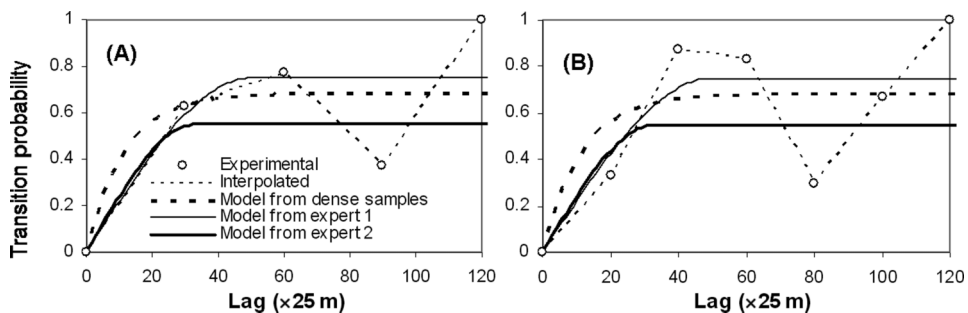 Transition probability
(A)
1
0.8
0.6
0.4
0.2
0
Experimental
Interpolated
Model from dense samples
Model from expert 1
Model from expert 2
0 20 40 60 80 100 120
Lag (×25 m)
(B)
1
0.8
0.6
0.4
0.2
0
0 20 40 60 80 100 120
Lag (×25 m)